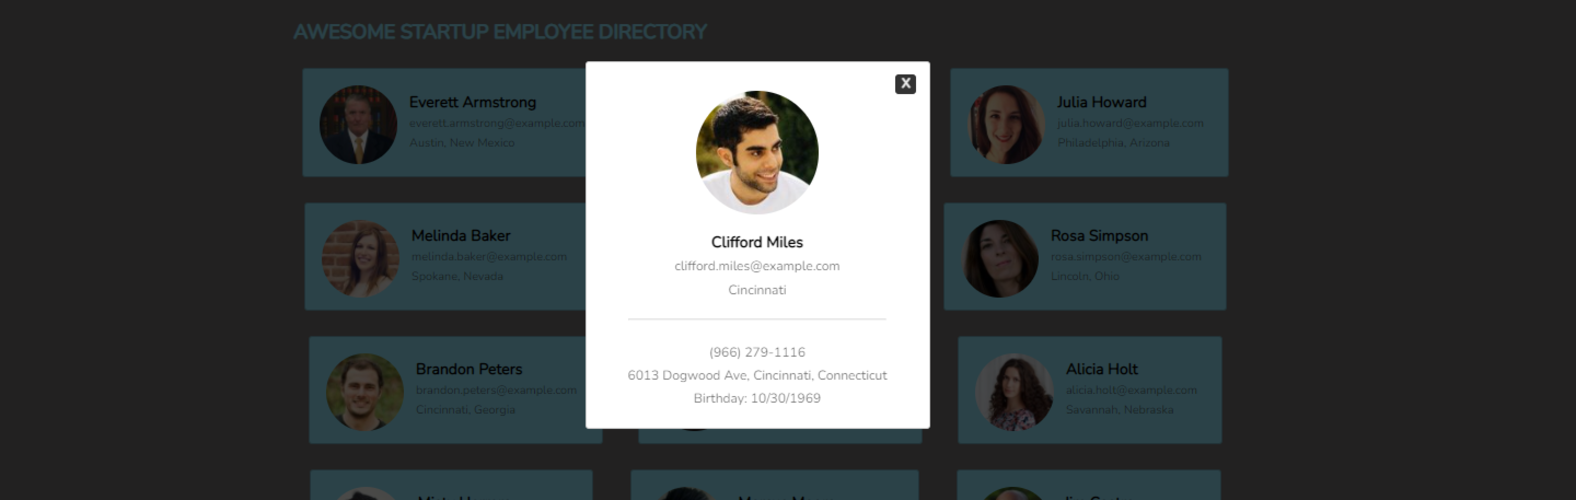 AWESOME STARTUP EMPLOYEE DIRECTORY
Everett Armstrong
everett.armstrong@example.com
Austin, New Mexico
X
Clifford Miles
clifford.miles@example.com
Cincinnati
(966) 279-1116
6013 Dogwood Ave, Cincinnati, Connecticut
Birthday: 10/30/1969
Julia Howard
julia.howard@example.com
Philadelphia, Arizona
Melinda Baker
melinda.baker@example.com
Spokane, Nevada
Rosa Simpson
rosa.simpson@example.com
Lincoln, Ohio
Brandon Peters
brandon.peters@example.com
Cincinnati, Georgia
Alicia Holt
alicia.holt@example.com
Savannah, Nebraska